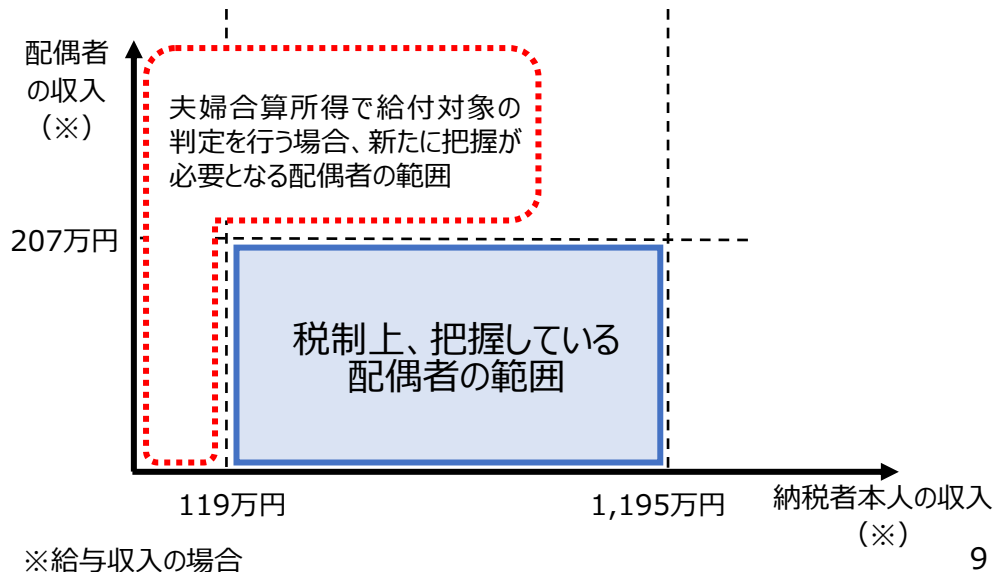 配偶者
の収入
（※）
夫婦合算所得で給付対象の
判定を行う場合、新たに把握が
必要となる配偶者の範囲
207万円
税制上、把握している
配偶者の範囲
119万円
1,195万円
納税者本人の収入
（※）
※給与収入の場合
9